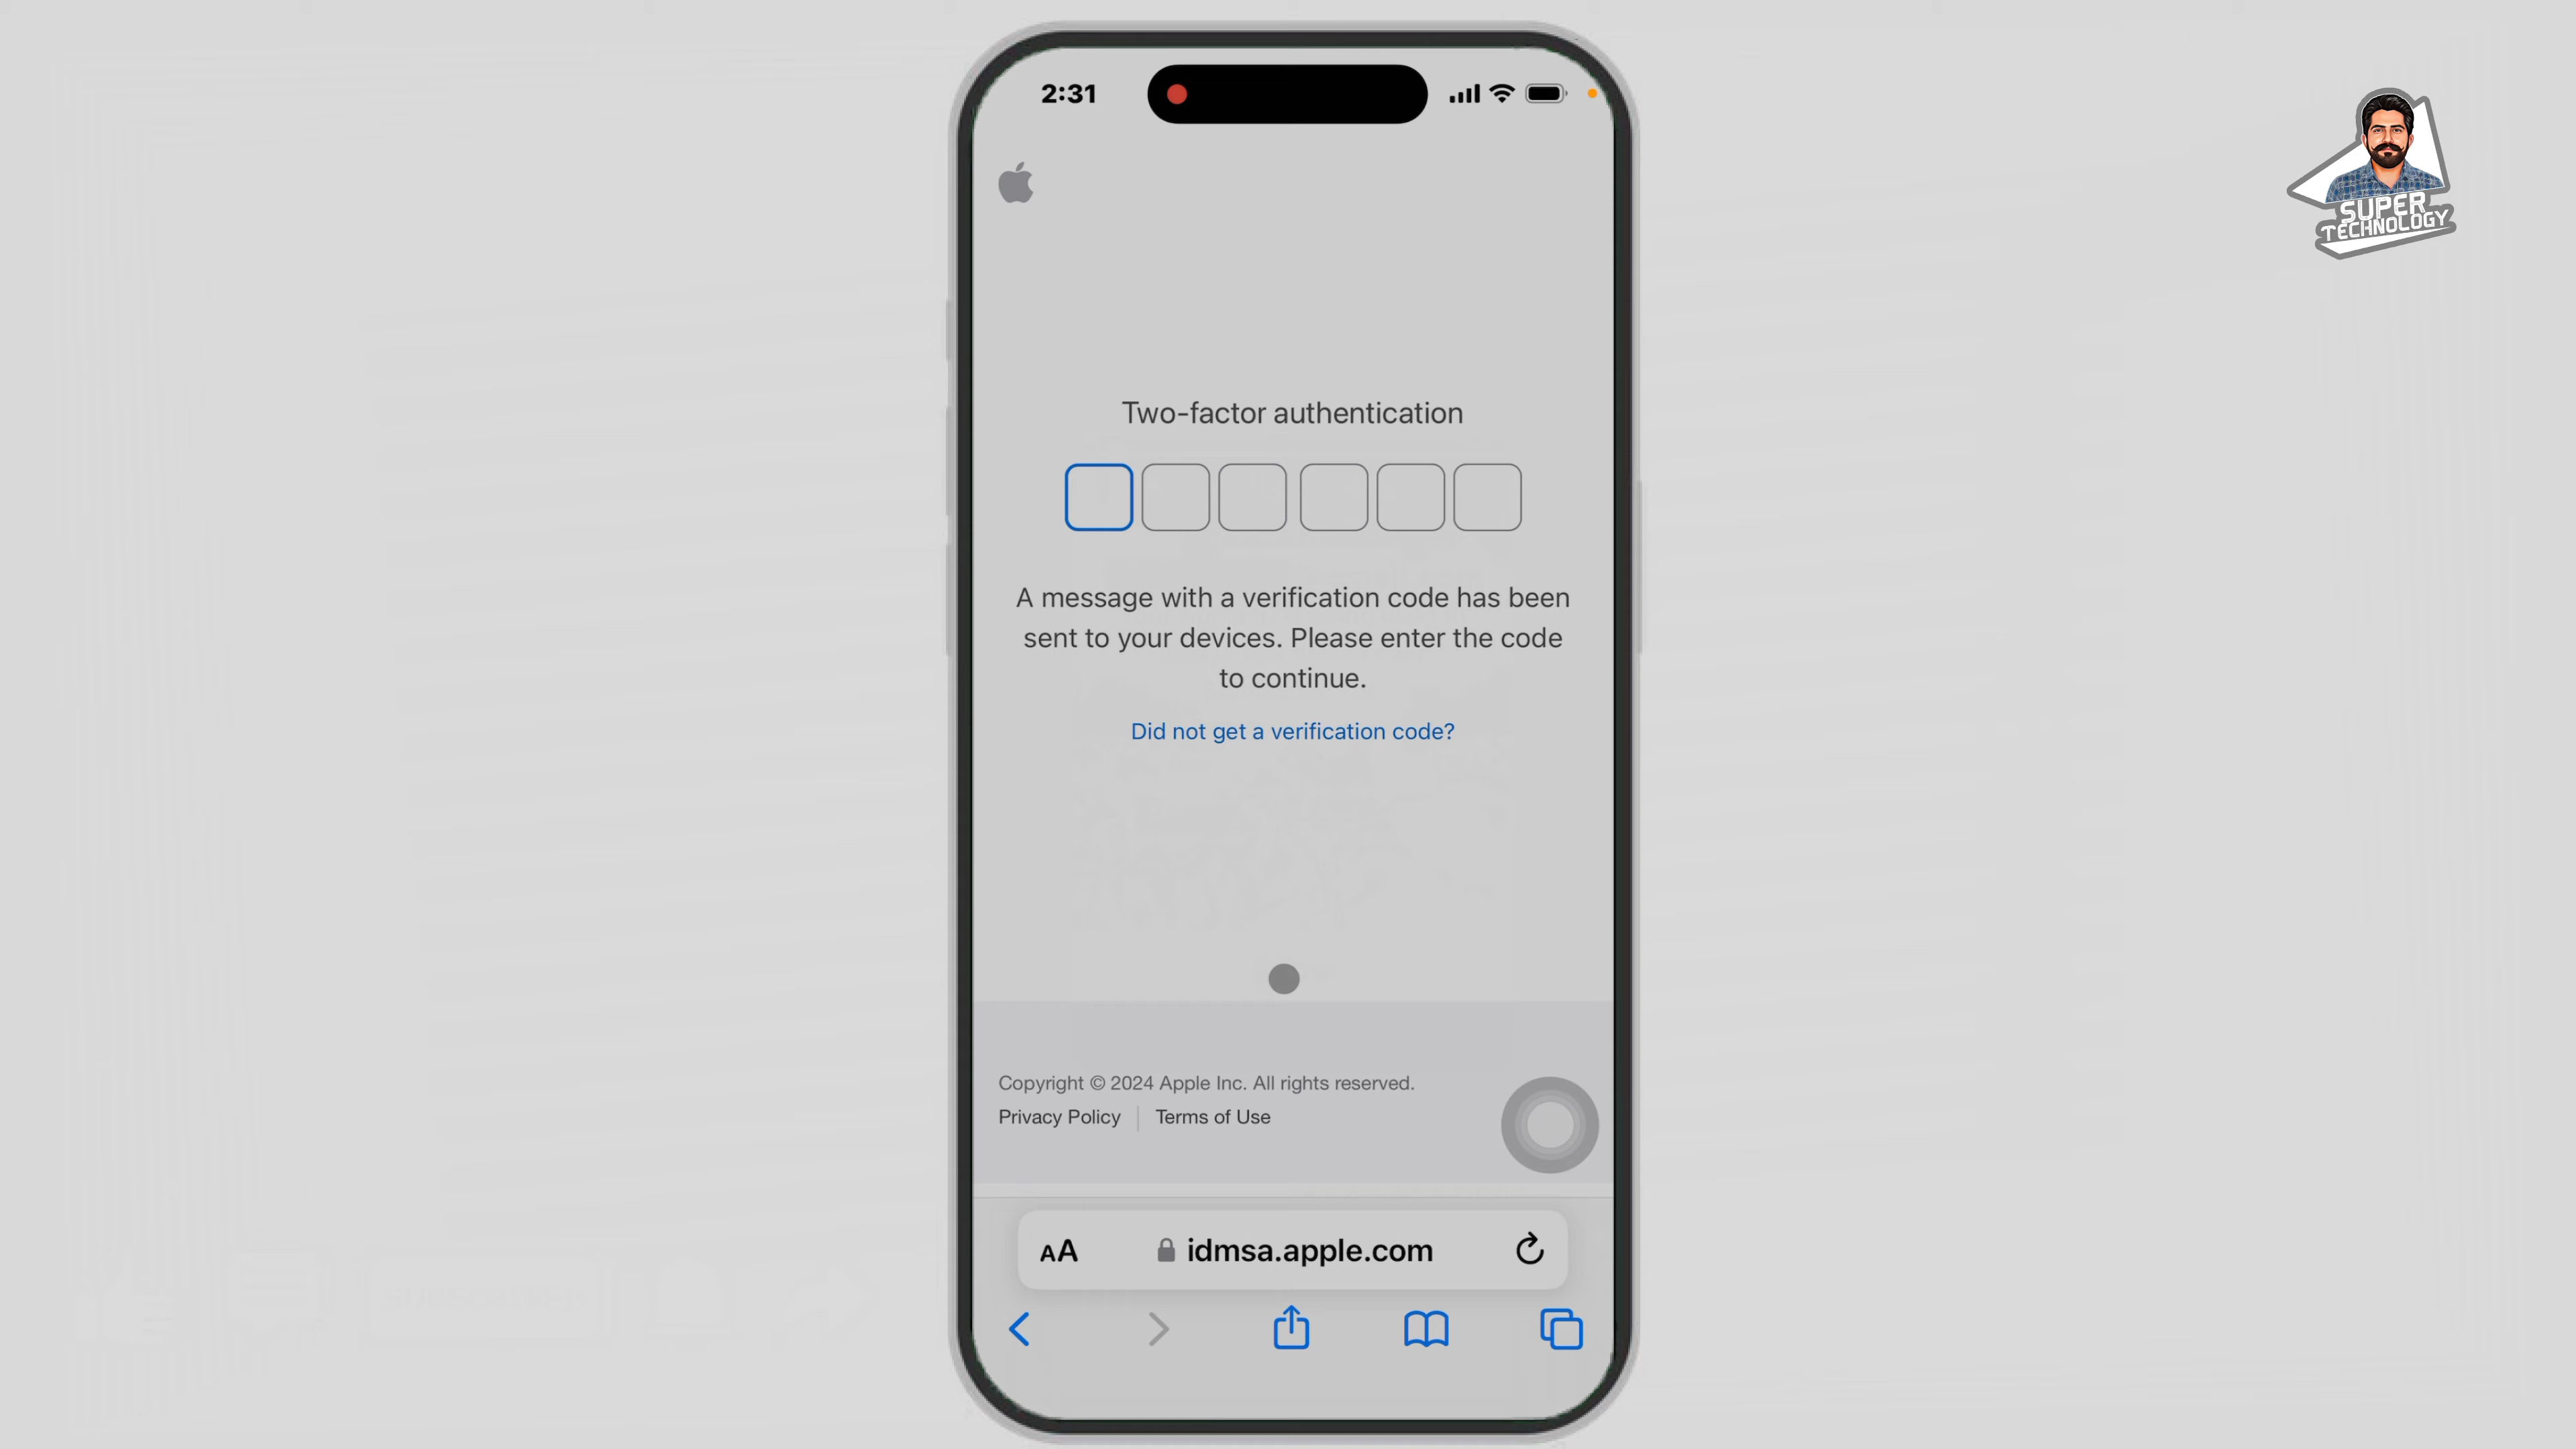 2:31
SUPER
TECHNOLOGY
Two-factor authentication
A message with a verification code has been
sent to your devices. Please enter the code
to continue.
Did not get a verification code?
Copyright © 2024 Apple Inc. All rights reserved.
Privacy Policy | Terms of Use
AA idmsa.apple.com